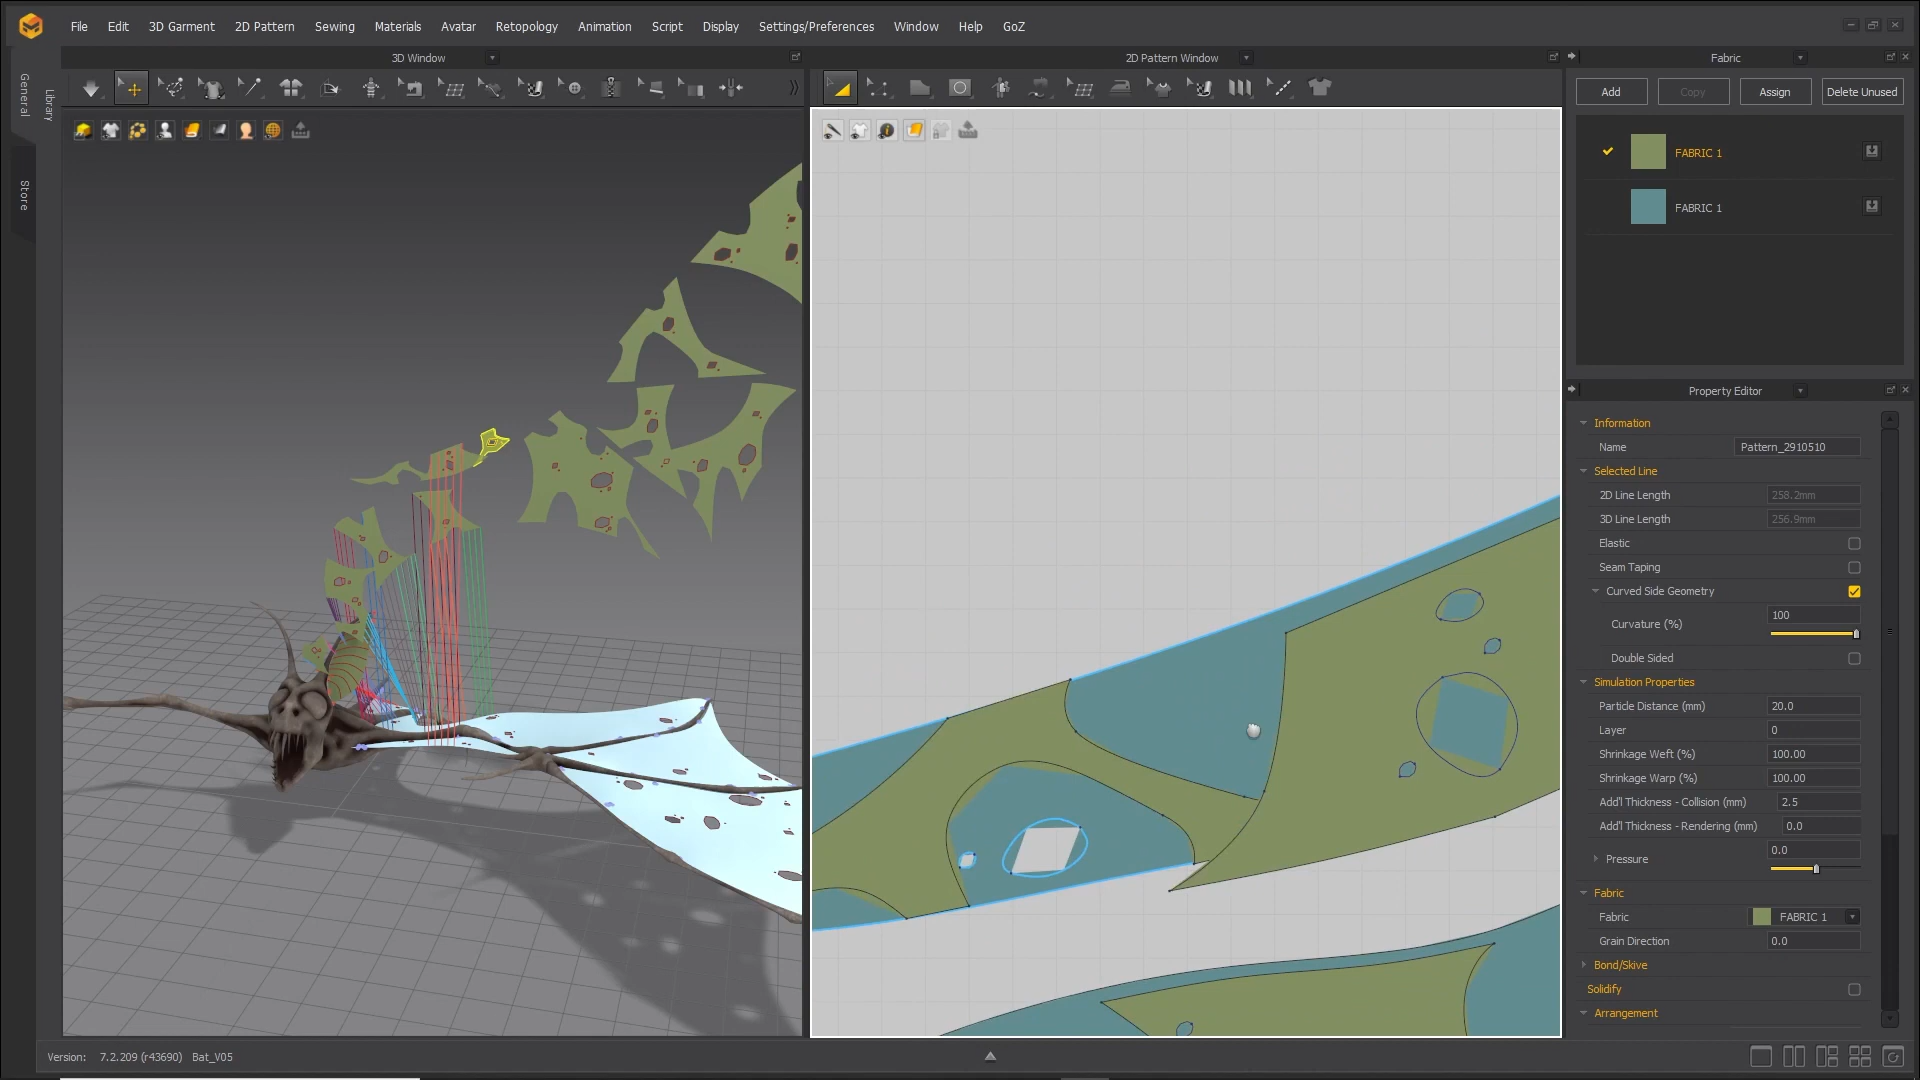 File Edit 3D Garment 2D Pattern Sewing Materials Avatar Retopology Animation Script Display Settings/Preferences Window Help GoZ
General
Library
Store
3D Window
2D Pattern Window
Fabric
Add Copy Assign Delete Unused
FABRIC 1
FABRIC 1
Property Editor
Information
Name Pattern_2910510
Selected Line
2D Line Length 258.2mm
3D Line Length 256.9mm
Elastic
Seam Taping
Curved Side Geometry
Curvature (%) 100
Double Sided
Simulation Properties
Particle Distance (mm) 20.0
Layer 0
Shrinkage Weft (%) 100.00
Shrinkage Warp (%) 100.00
Add'l Thickness - Collision (mm) 2.5
Add'l Thickness - Rendering (mm) 0.0
Pressure 0.0
Fabric
Fabric FABRIC 1
Grain Direction 0.0
Bond/Skive
Solidify
Arrangement
Version: 7.2.209 (r43690) Bat_V05